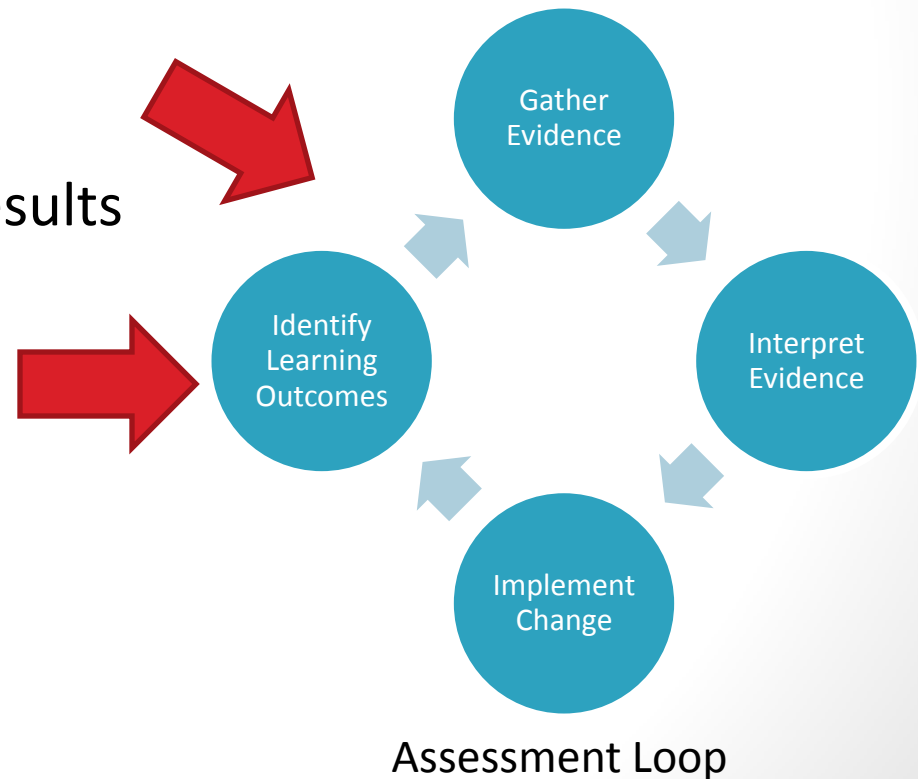 Gather
Evidence
sults
Identify
Learning
Outcomes
Interpret
Evidence
Implement
Change
Assessment Loop